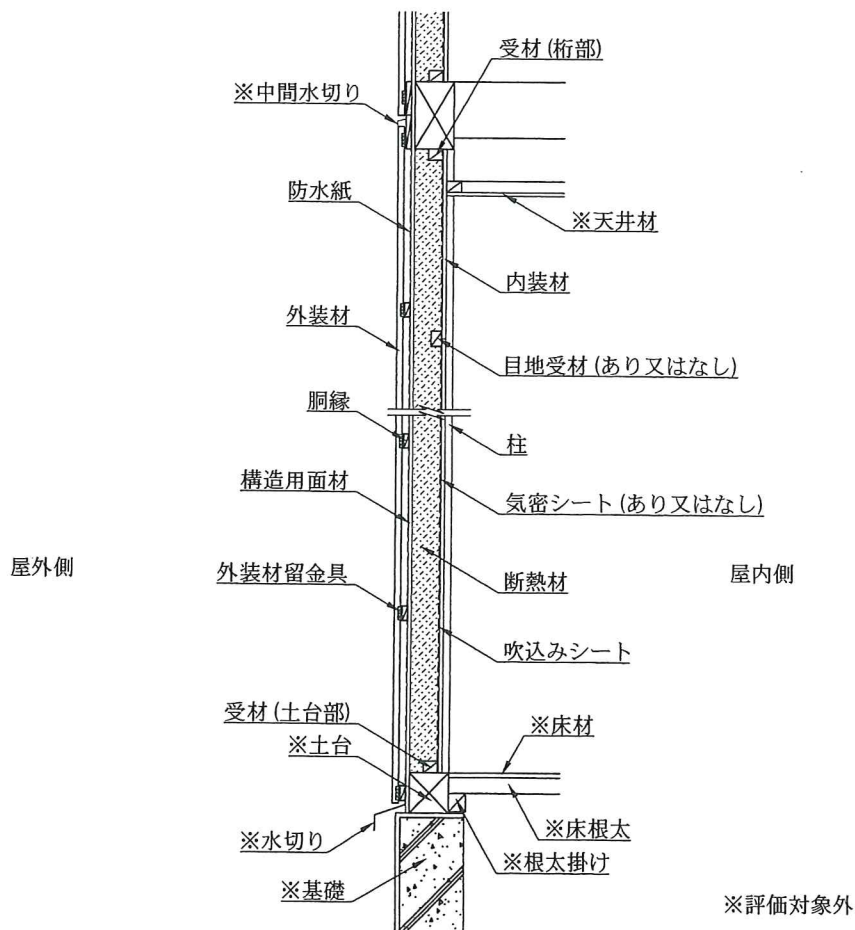 受材 (桁部)
※中間水切り
防水紙
※天井材
内装材
外装材
目地受材 (あり又はなし)
胴縁
柱
構造用面材
気密シート (あり又はなし)
屋外側
外装材留金具
断熱材
屋内側
吹込みシート
受材 (土台部)
※床材
※土台
※水切り
※床根太
※根太掛け
※基礎
※評価対象外